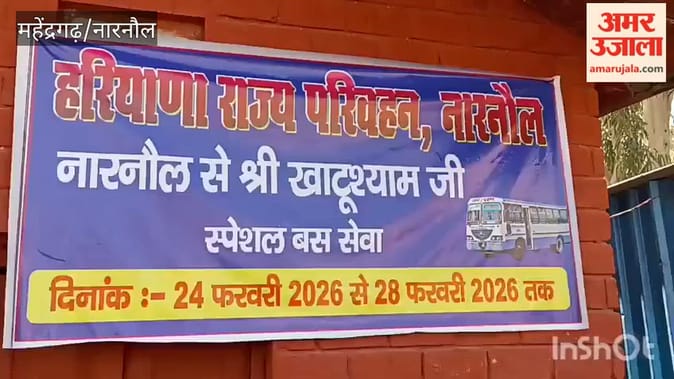 महेंद्रगढ़/नारनौल
अमर
उजाला
amarujala.com
हरियाणा राज्य परिवहन, नारनौल
नारनौल से श्री खाटूश्याम जी
स्पेशल बस सेवा
दिनांक :- 24 फरवरी 2026 से 28 फरवरी 2026 तक
InShOt